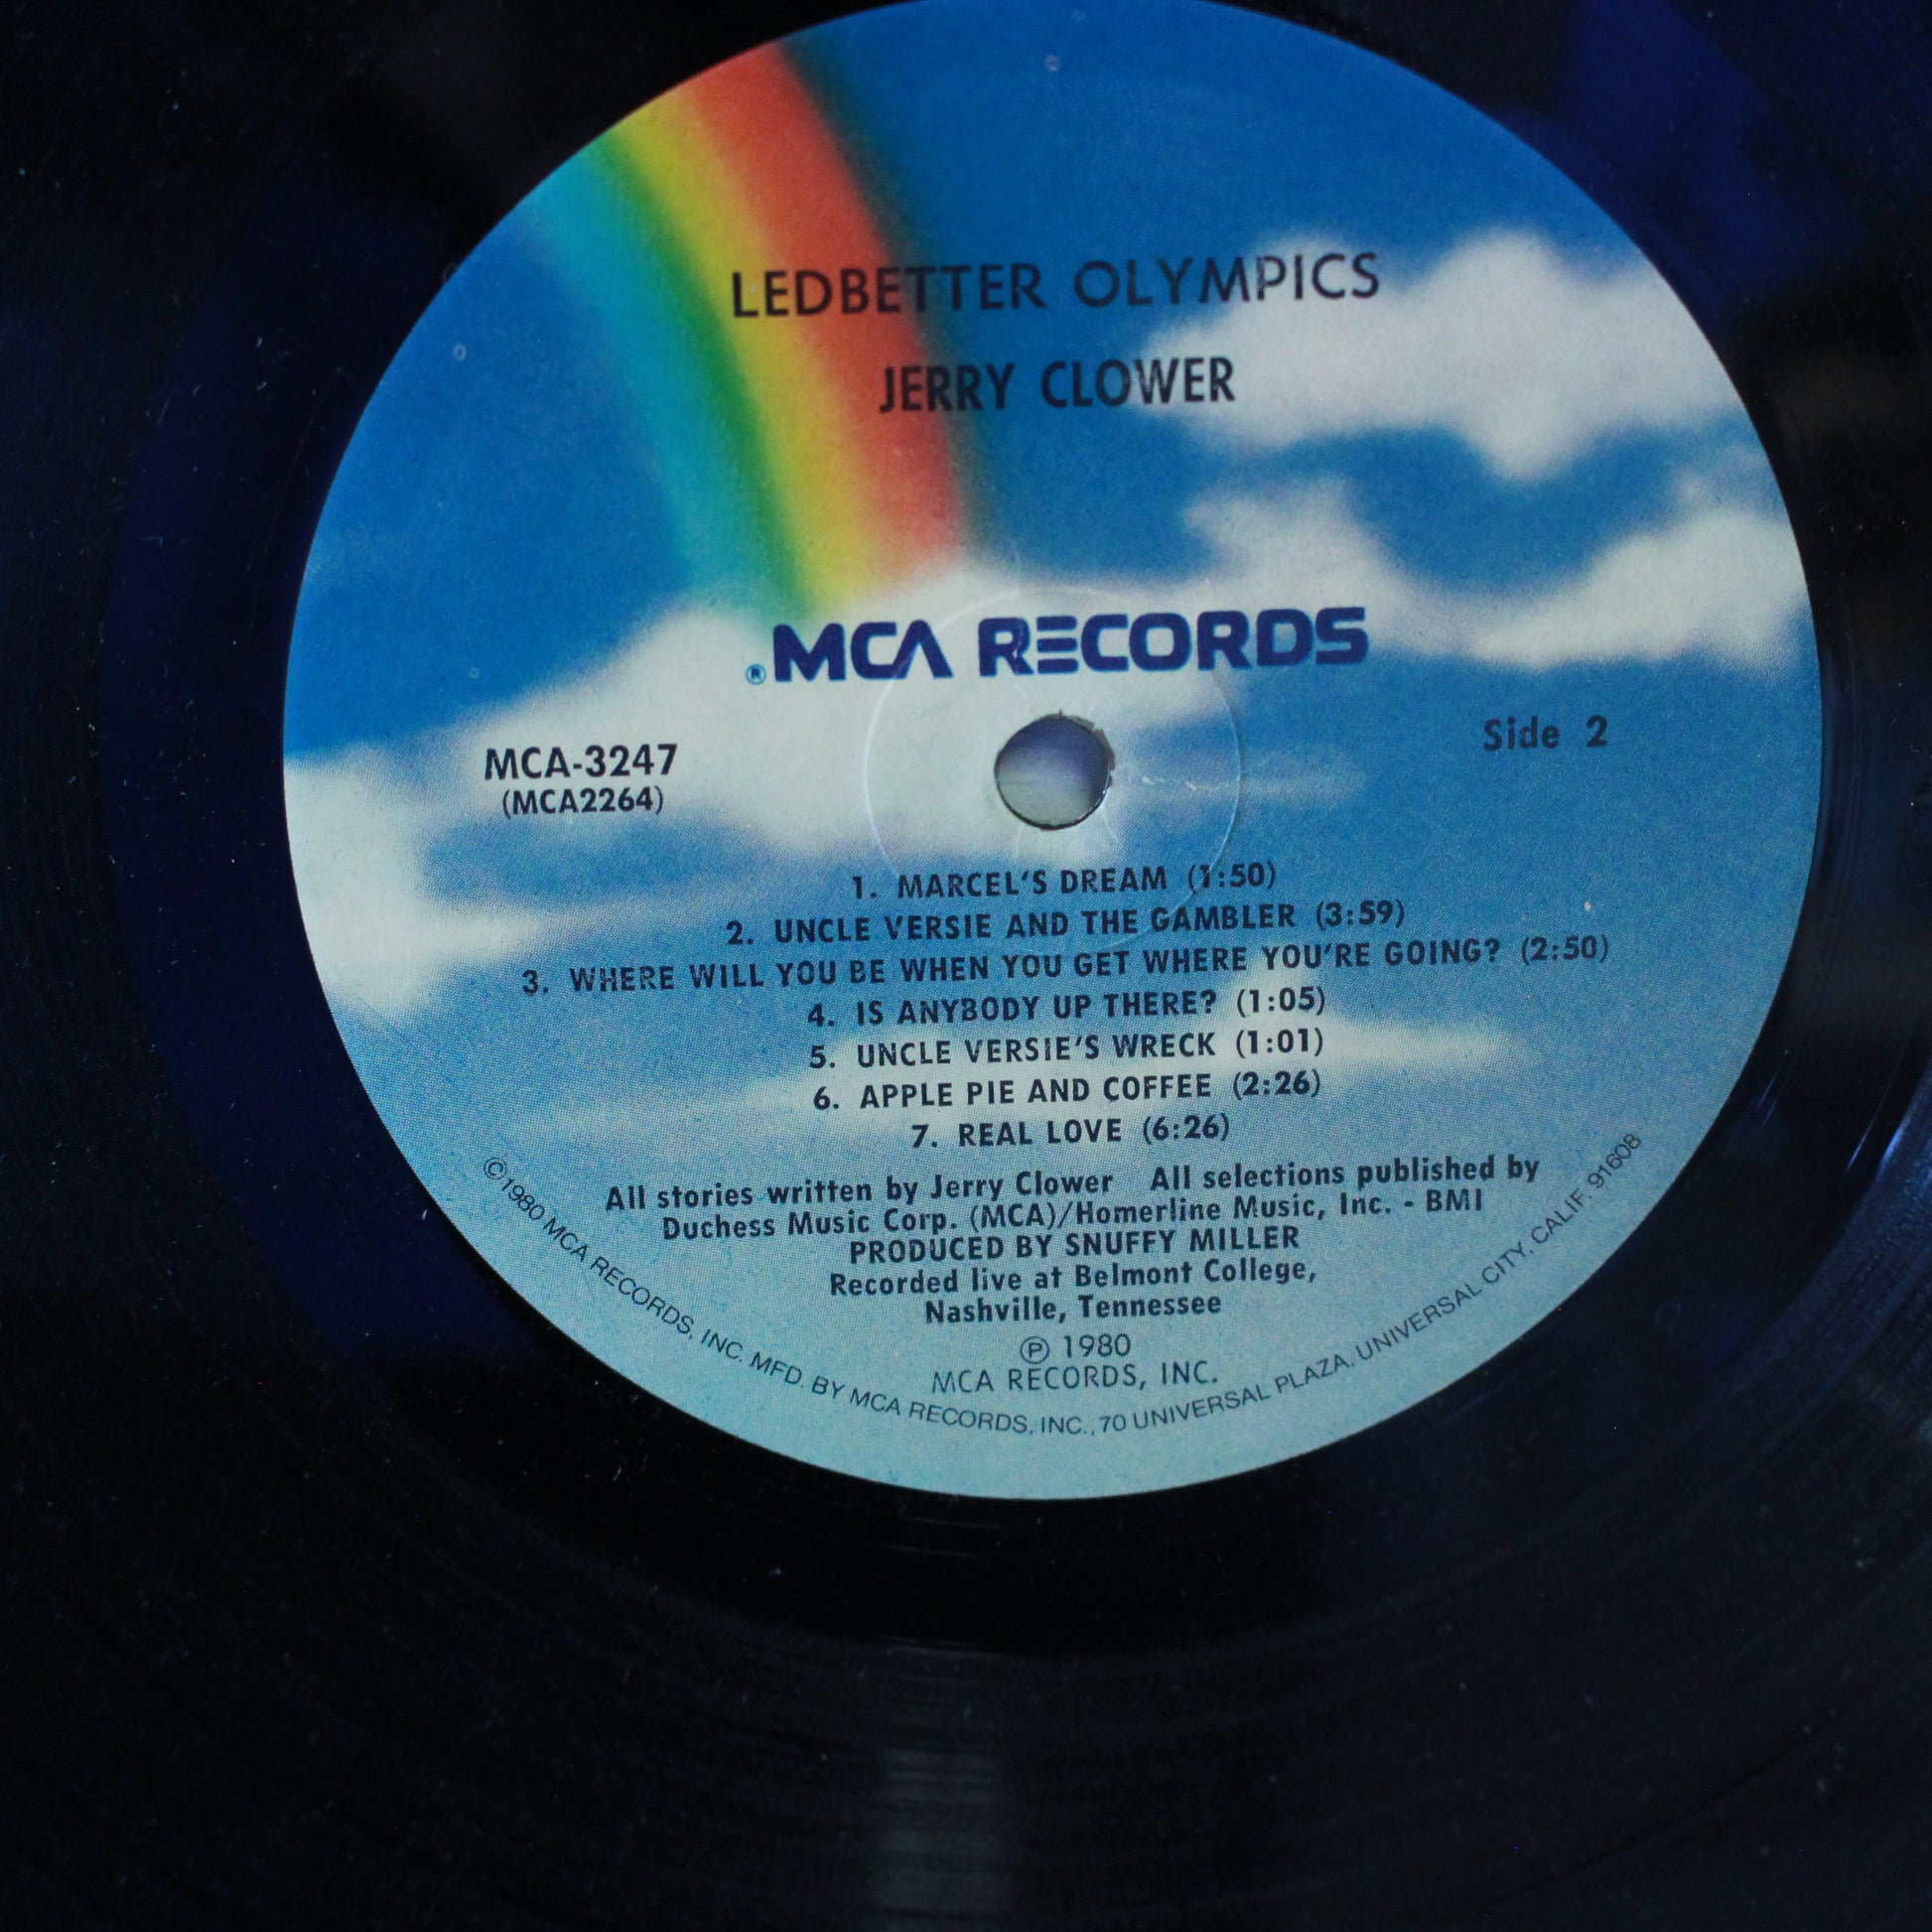 LEDBETTER OLYMPICS
JERRY CLOWER
®MCA RECORDS
MCA-3247
(MCA2264)
Side 2
1. MARCEL'S DREAM (1:50)
2. UNCLE VERSIE AND THE GAMBLER (3:59)
3. WHERE WILL YOU BE WHEN YOU GET WHERE YOU'RE GOING? (2:50)
4. IS ANYBODY UP THERE? (1:05)
5. UNCLE VERSIE'S WRECK (1:01)
6. APPLE PIE AND COFFEE (2:26)
7. REAL LOVE (6:26)
All stories written by Jerry Clower All selections published by
Duchess Music Corp. (MCA)/Homerline Music, Inc. - BMI
PRODUCED BY SNUFFY MILLER
Recorded live at Belmont College,
Nashville, Tennessee
℗ 1980
MCA RECORDS, INC.
©1980 MCA RECORDS, INC. MFD. BY MCA RECORDS, INC., 70 UNIVERSAL PLAZA, UNIVERSAL CITY, CALIF. 91608